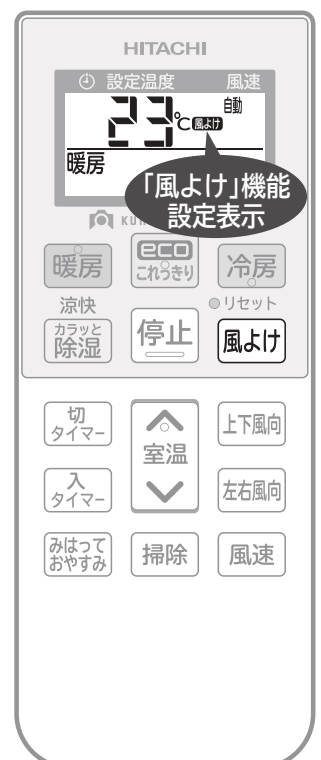 HITACHI
設定温度 風速
23℃ 風よけ 自動
暖房
「風よけ」機能
設定表示
暖房
eco
これっきり
冷房
涼快
カラッと
除湿
停止
リセット
風よけ
切
タイマー
室温
上下風向
入
タイマー
左右風向
みはって
おやすみ
掃除
風速